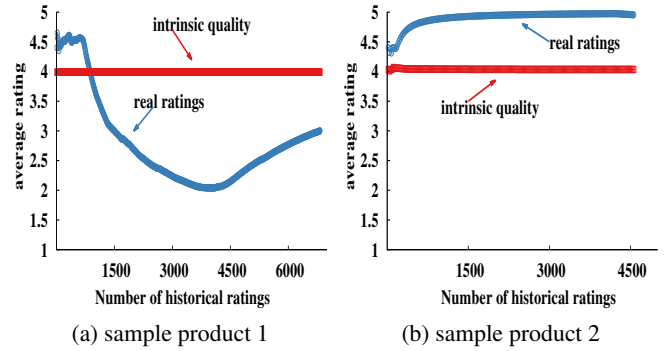 5
4.5
4
3.5
3
2.5
2
1.5
1
average rating
intrinsic quality
real ratings
1500 3000 4500 6000
Number of historical ratings
(a) sample product 1
5
4.5
4
3.5
3
2.5
2
1.5
1
average rating
real ratings
intrinsic quality
1500 3000 4500
Number of historical ratings
(b) sample product 2